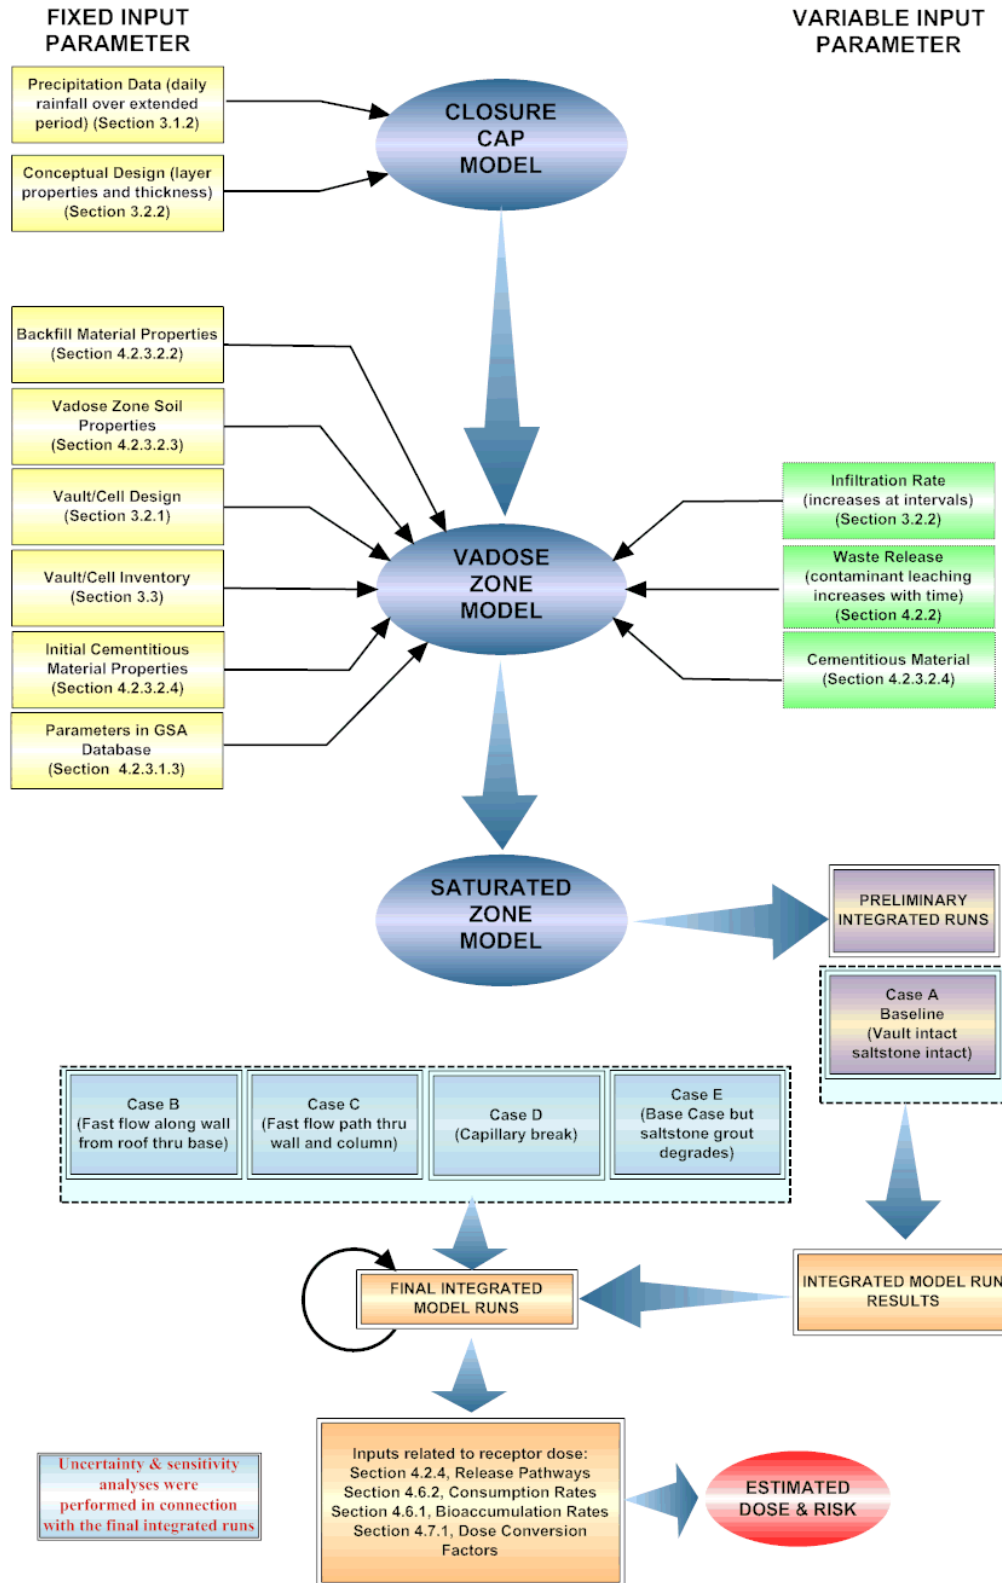 FIXED INPUT
PARAMETER
VARIABLE INPUT
PARAMETER
Precipitation Data (daily
rainfall over extended
period) (Section 3.1.2)
Conceptual Design (layer
properties and thickness)
(Section 3.2.2)
CLOSURE
CAP
MODEL
Backfill Material Properties
(Section 4.2.3.2.2)
Vadose Zone Soil
Properties
(Section 4.2.3.2.3)
Vault/Cell Design
(Section 3.2.1)
Vault/Cell Inventory
(Section 3.3)
Initial Cementitious
Material Properties
(Section 4.2.3.2.4)
Parameters in GSA
Database
(Section 4.2.3.1.3)
VADOSE
ZONE
MODEL
Infiltration Rate
(increases at intervals)
(Section 3.2.2)
Waste Release
(contaminant leaching
increases with time)
(Section 4.2.2)
Cementitious Material
(Section 4.2.3.2.4)
SATURATED
ZONE
MODEL
PRELIMINARY
INTEGRATED RUNS
Case A
Baseline
(Vault intact
saltstone intact)
Case B
(Fast flow along wall
from roof thru base)
Case C
(Fast flow path thru
wall and column)
Case D
(Capillary break)
Case E
(Base Case but
saltstone grout
degrades)
FINAL INTEGRATED
MODEL RUNS
INTEGRATED MODEL RUN
RESULTS
Inputs related to receptor dose:
Section 4.2.4, Release Pathways
Section 4.6.2, Consumption Rates
Section 4.6.1, Bioaccumulation Rates
Section 4.7.1, Dose Conversion
Factors
Uncertainty & sensitivity
analyses were
performed in connection
with the final integrated runs
ESTIMATED
DOSE & RISK